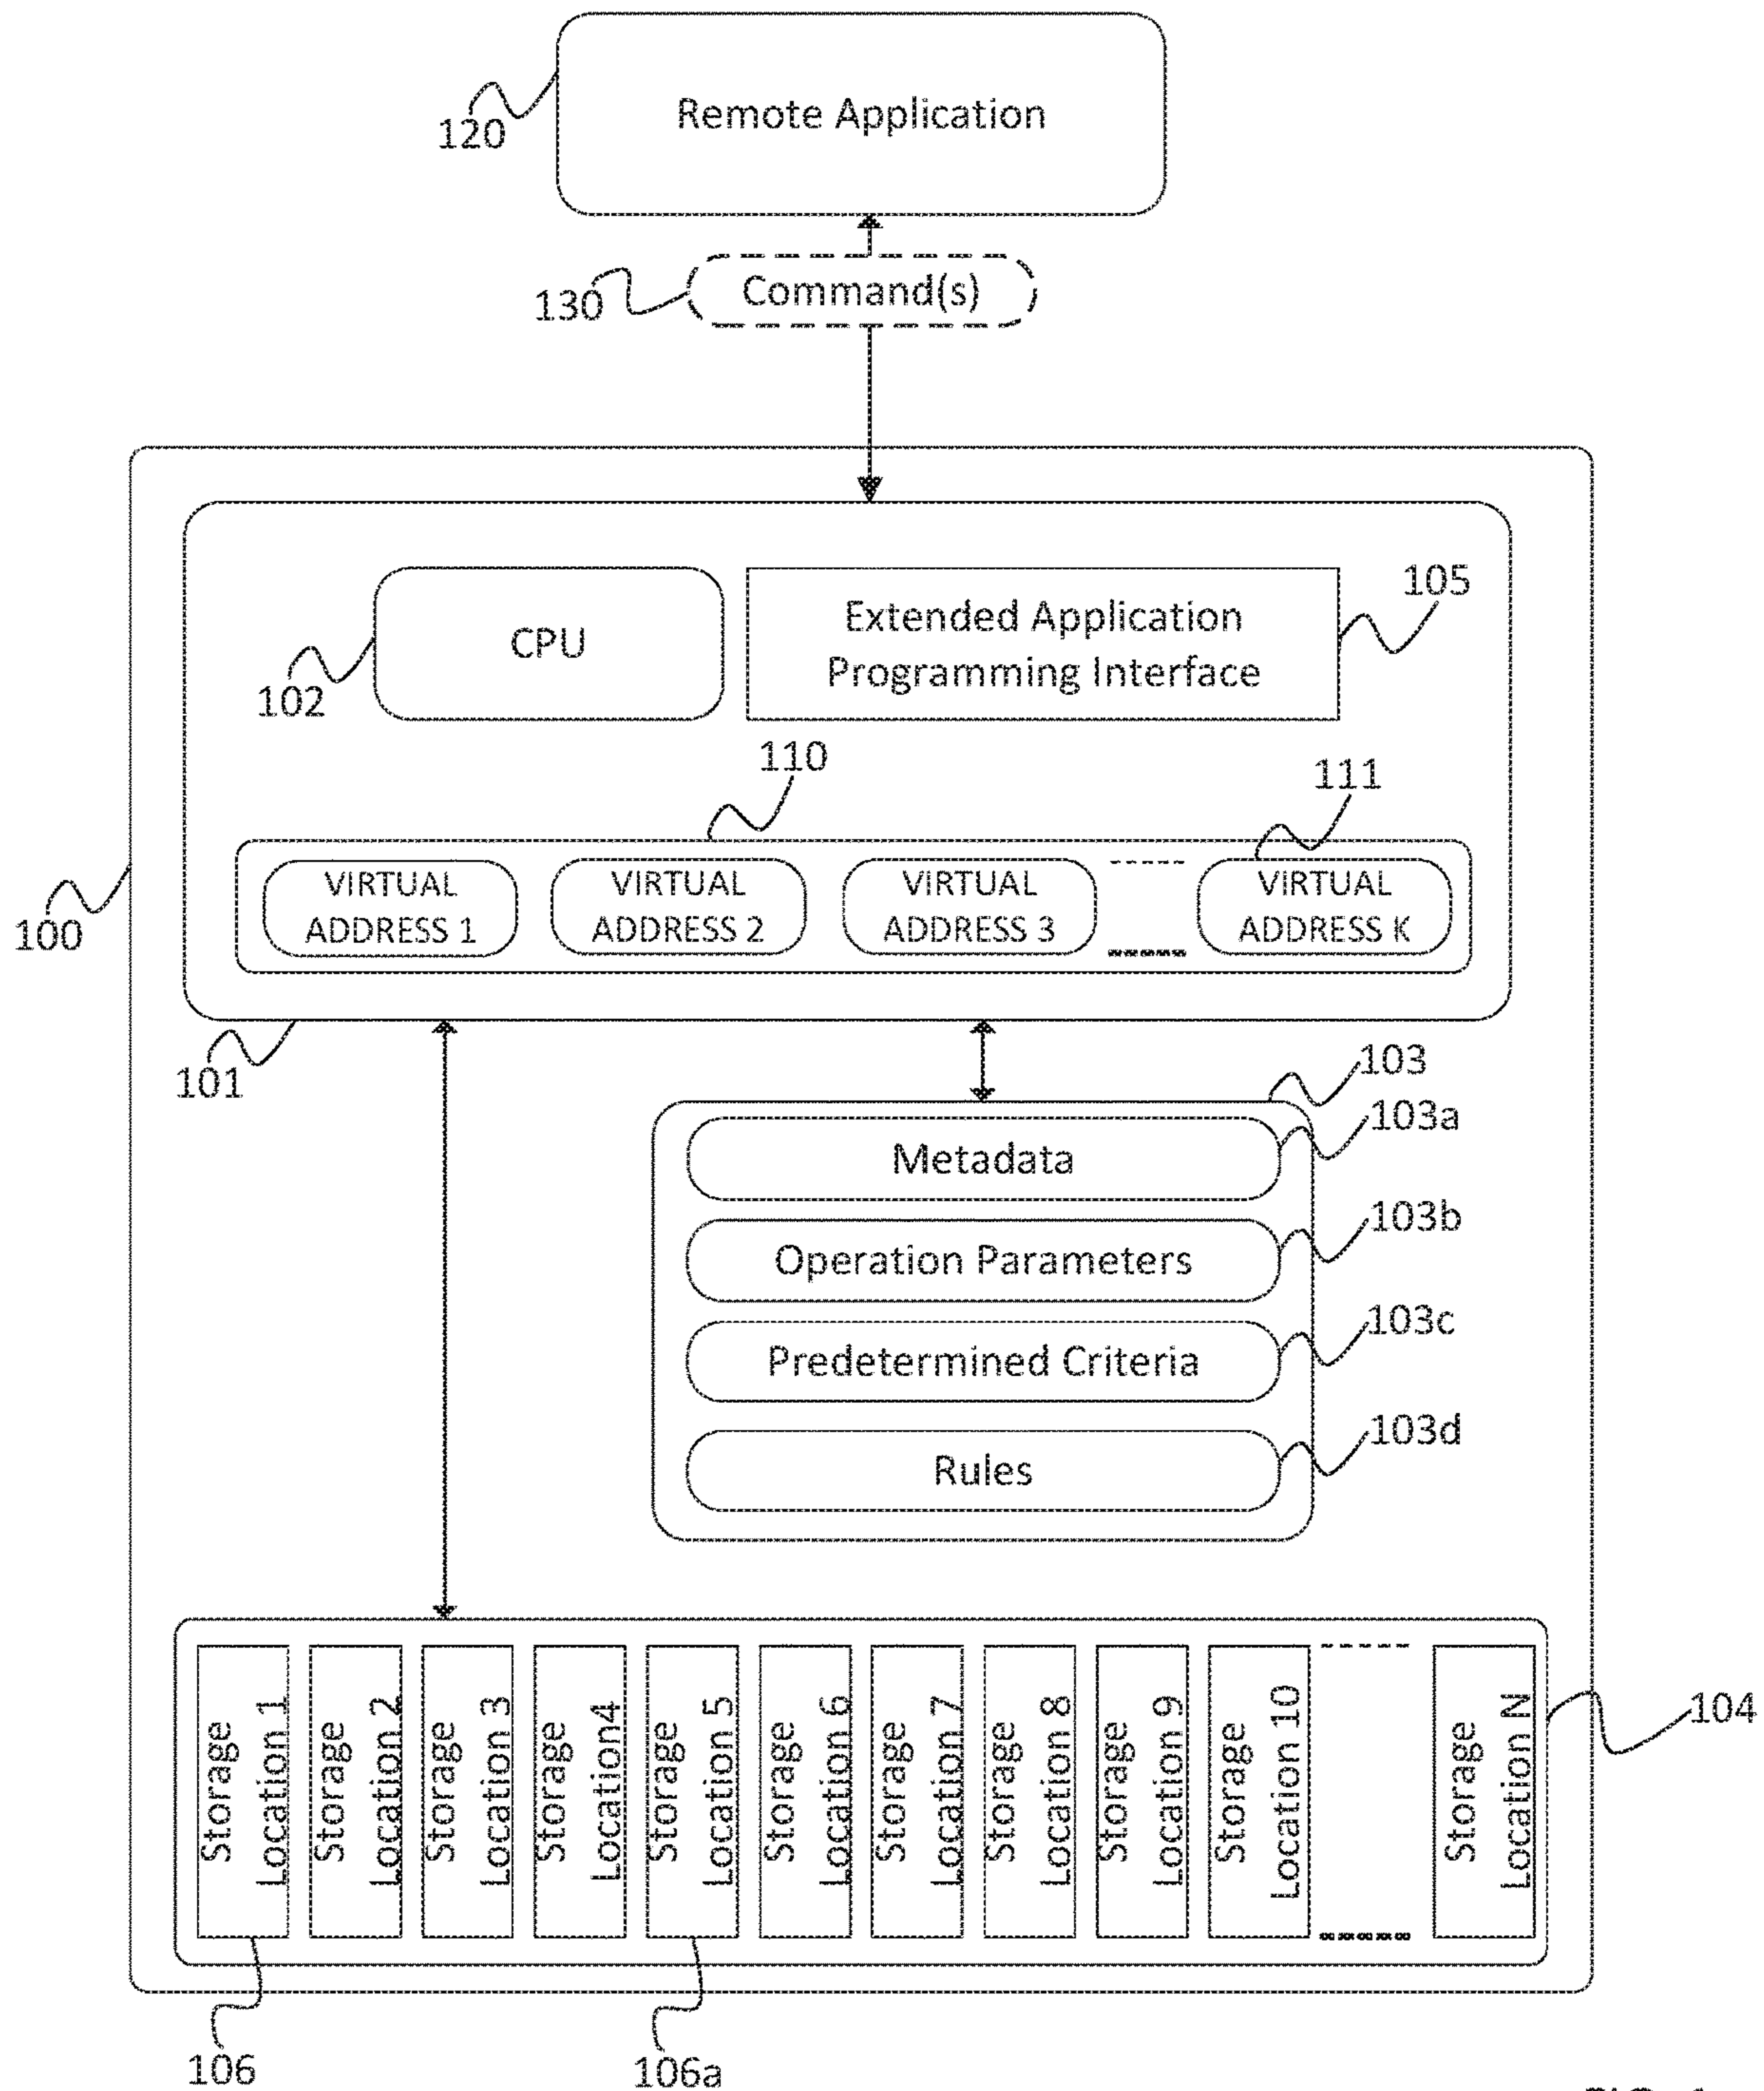 Remote Application
120
130
Command(s)
105
Extended Application
Programming Interface
CPU
102
110
111
VIRTUAL
ADDRESS 1
VIRTUAL
ADDRESS 2
VIRTUAL
ADDRESS 3
VIRTUAL
ADDRESS K
100
101
103
103a
Metadata
103b
Operation Parameters
103c
Predetermined Criteria
103d
Rules
Storage
Location 1
Storage
Location 2
Storage
Location 3
Storage
Location4
Storage
Location 5
Storage
Location 6
Storage
Location 7
Storage
Location 8
Storage
Location 9
Storage
Location 10
Storage
Location N
104
106
106a